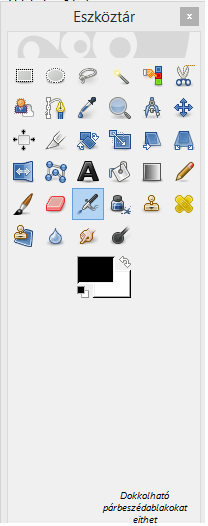 Eszköztár
Dokkolható
párbeszédablakokat
ejthet